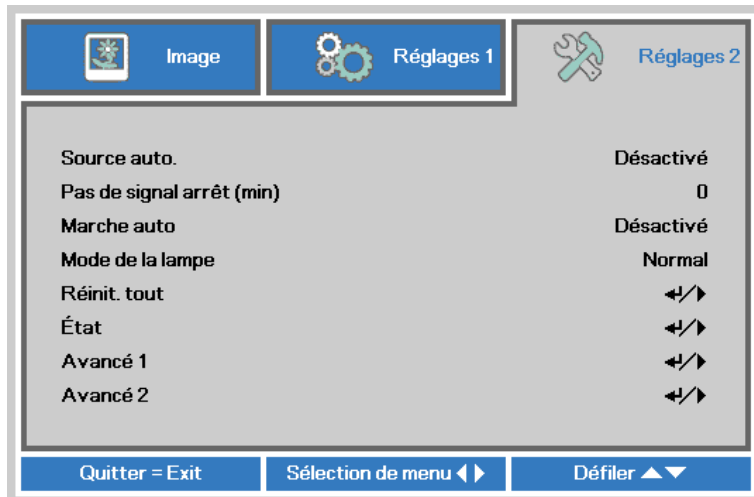 Image
Réglages 1
Réglages 2
Source auto. Désactivé
Pas de signal arrêt (min) 0
Marche auto Désactivé
Mode de la lampe Normal
Réinit. tout ↵/▶
État ↵/▶
Avancé 1 ↵/▶
Avancé 2 ↵/▶
Quitter = Exit
Sélection de menu ◀▶
Défiler ▲▼